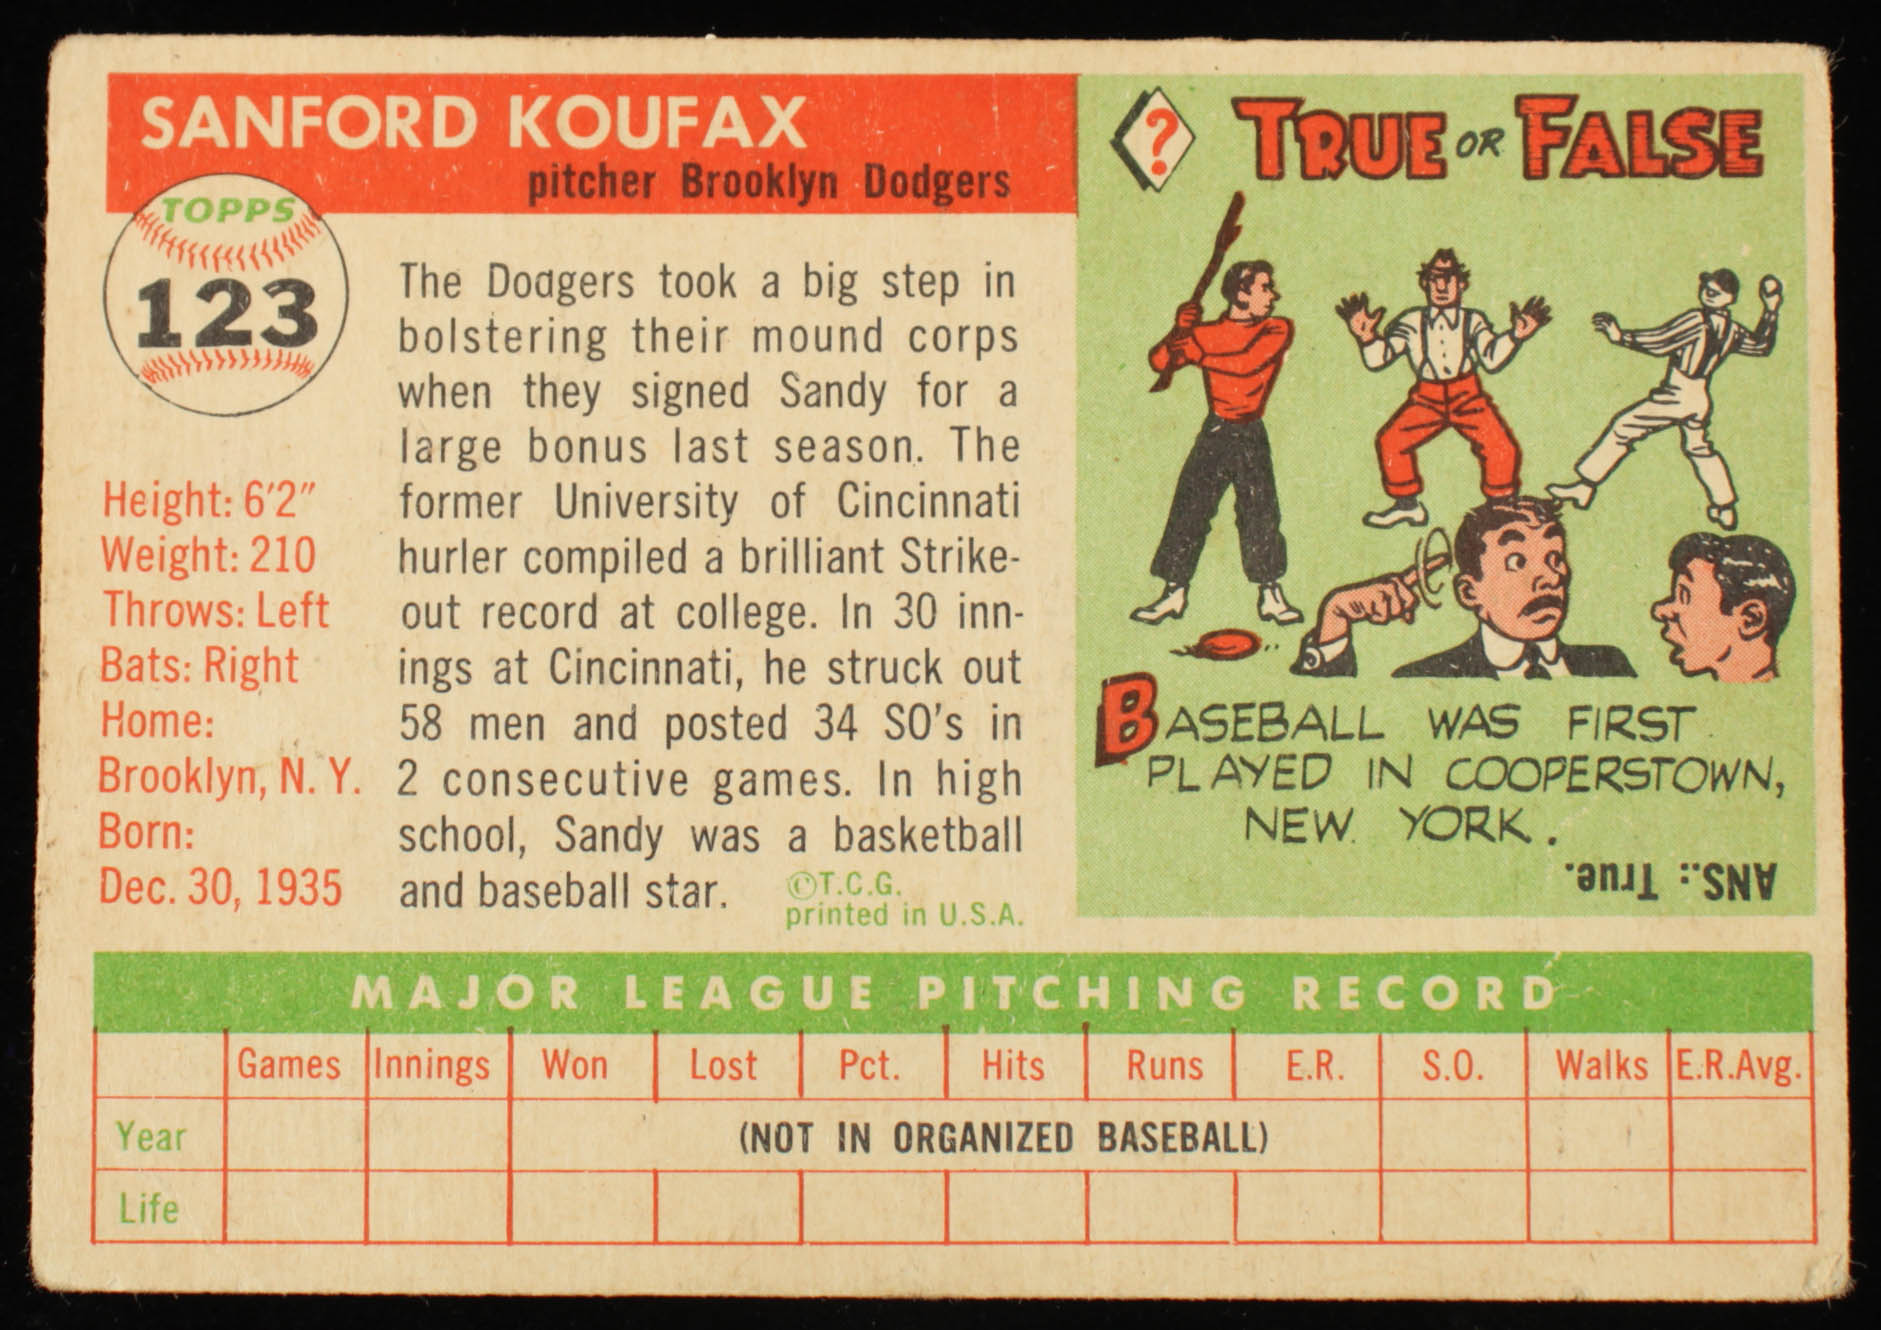 SANFORD KOUFAX
pitcher Brooklyn Dodgers
TOPPS
123
Height: 6'2"
Weight: 210
Throws: Left
Bats: Right
Home:
Brooklyn, N. Y.
Born:
Dec. 30, 1935
The Dodgers took a big step in
bolstering their mound corps
when they signed Sandy for a
large bonus last season. The
former University of Cincinnati
hurler compiled a brilliant Strike-
out record at college. In 30 inn-
ings at Cincinnati, he struck out
58 men and posted 34 SO's in
2 consecutive games. In high
school, Sandy was a basketball
and baseball star.
©T.C.G.
printed in U.S.A.
?
TRUE OR FALSE
BASEBALL WAS FIRST
PLAYED IN COOPERSTOWN,
NEW YORK.
ANS.: True.
MAJOR LEAGUE PITCHING RECORD
Games Innings Won Lost Pct. Hits Runs E.R. S.O. Walks E.R.Avg.
Year (NOT IN ORGANIZED BASEBALL)
Life